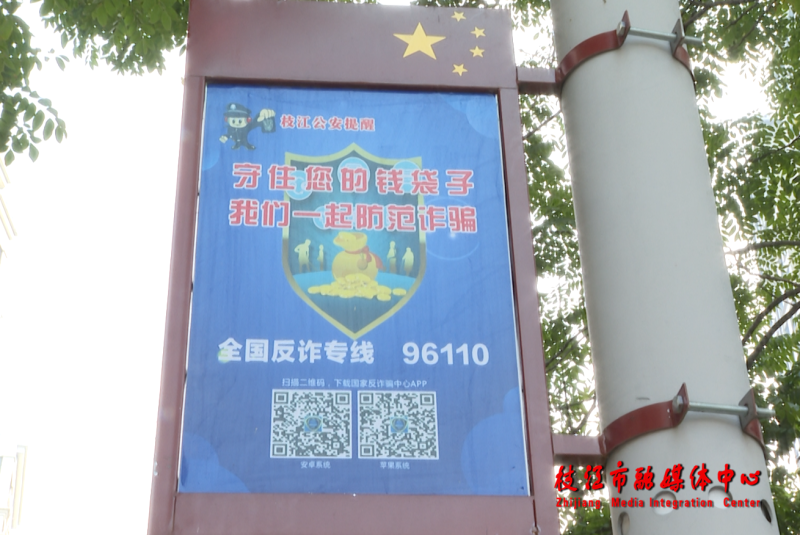 枝江公安提醒
守住您的钱袋子
我们一起防范诈骗
全国反诈专线 96110
扫描二维码，下载国家反诈骗中心APP
安卓系统 苹果系统
枝江市融媒体中心
Zhijiang Media Integration Center